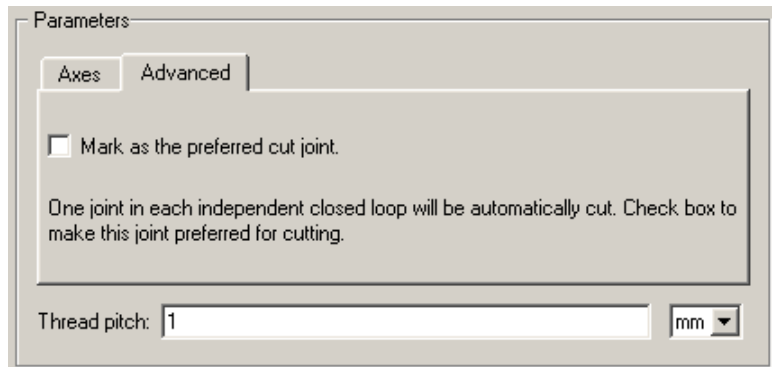 Parameters
Axes Advanced
Mark as the preferred cut joint.
One joint in each independent closed loop will be automatically cut. Check box to
make this joint preferred for cutting.
Thread pitch: 1 mm